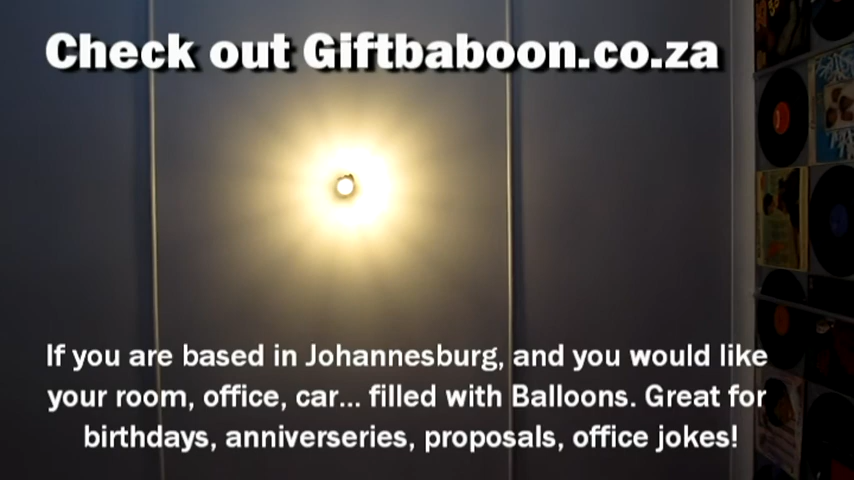 Check out Giftbaboon.co.za
If you are based in Johannesburg, and you would like
your room, office, car... filled with Balloons. Great for
birthdays, anniverseries, proposals, office jokes!